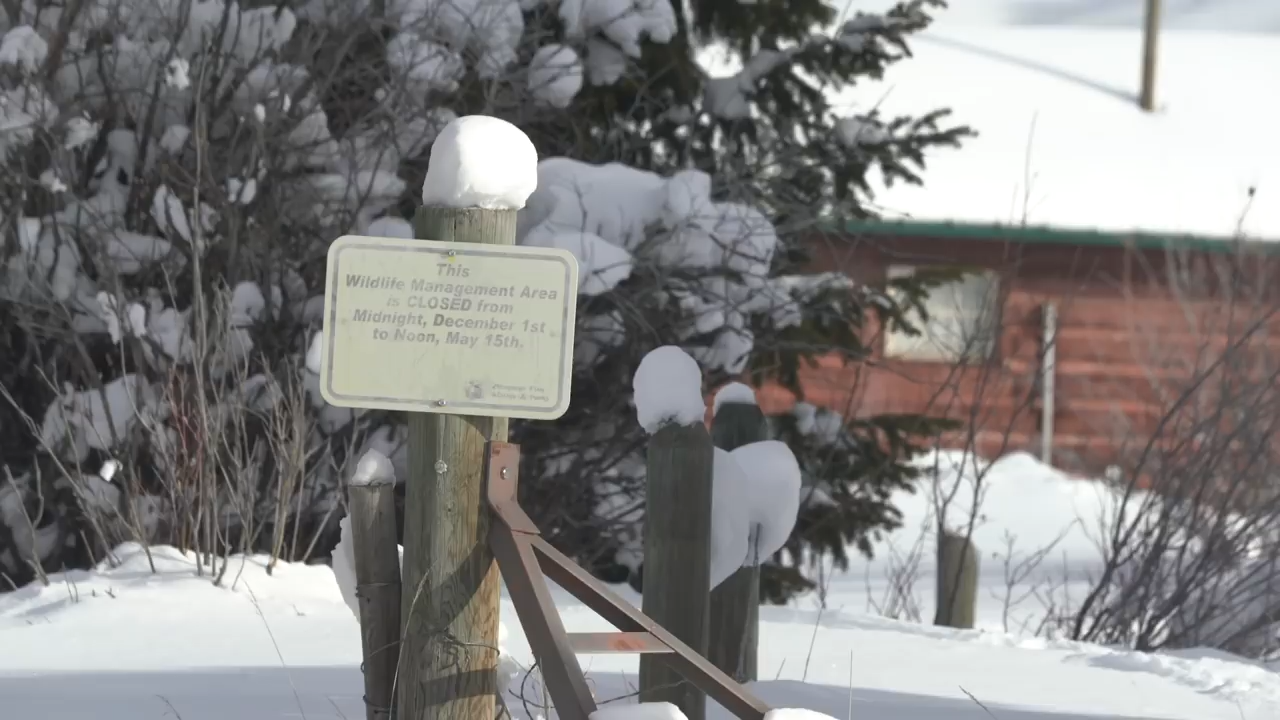 This
Wildlife Management Area
is CLOSED from
Midnight, December 1st
to Noon, May 15th.